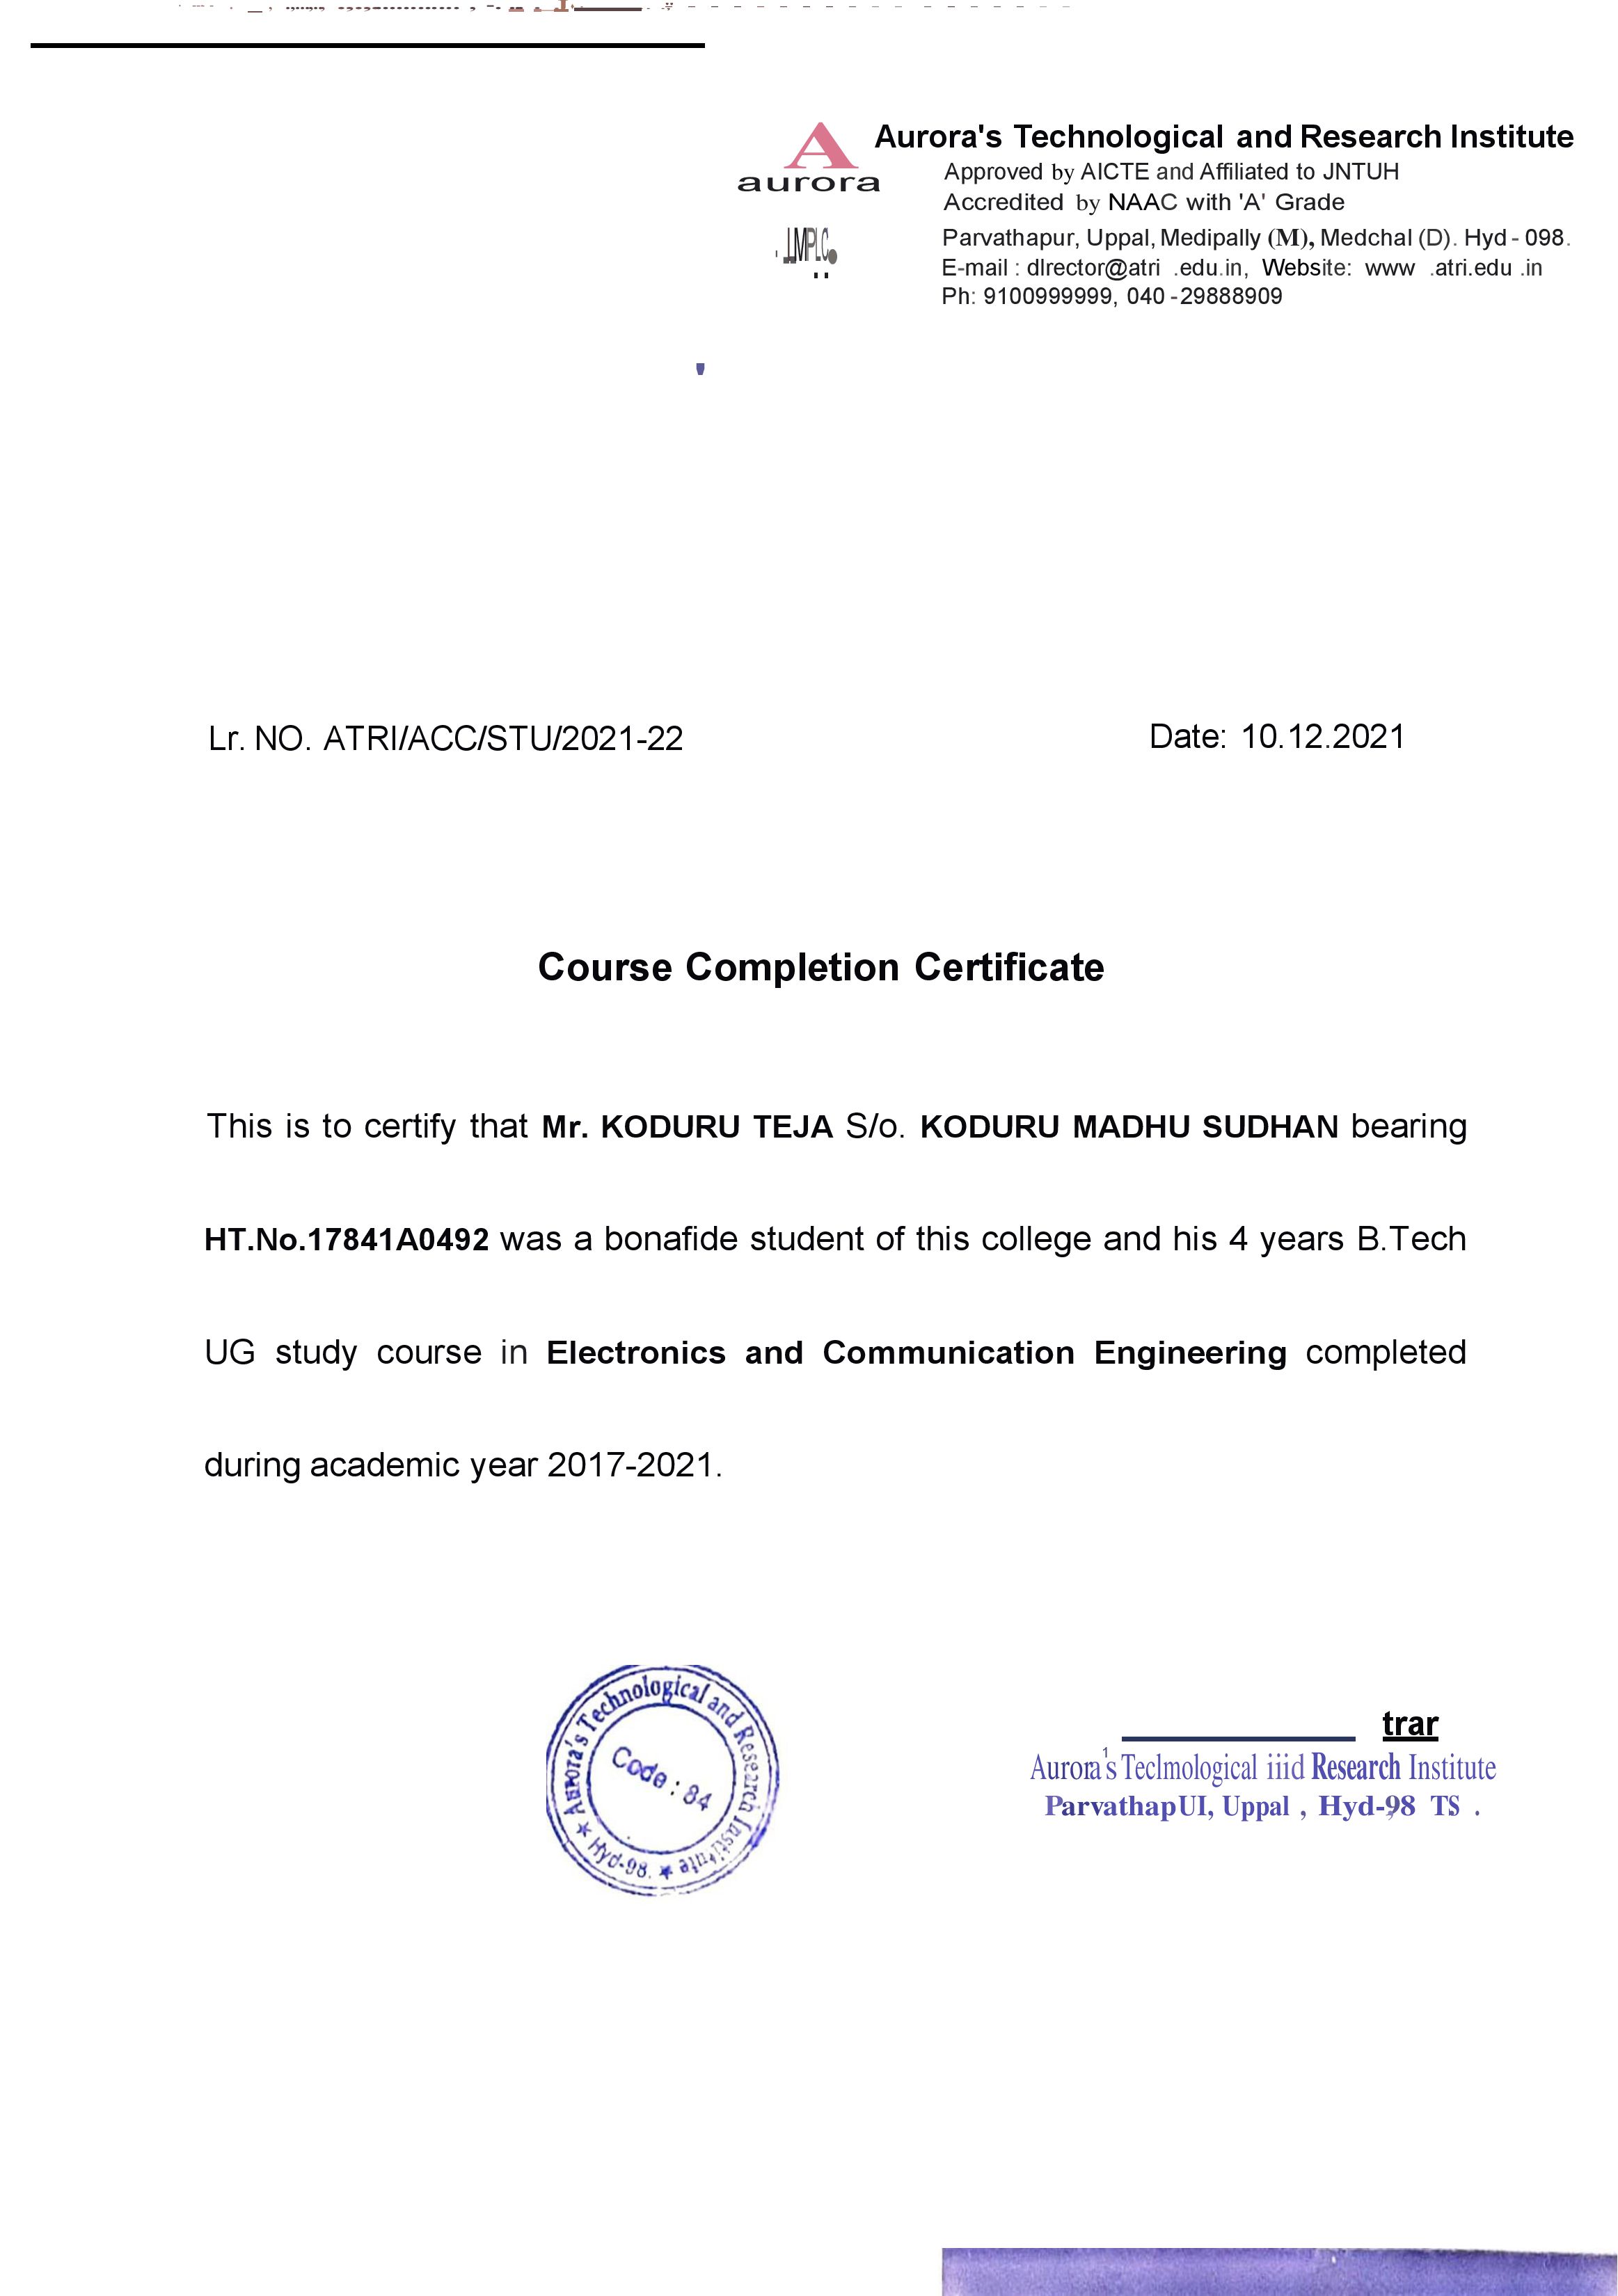 Aurora's Technological and Research Institute
aurora
Approved by AICTE and Affiliated to JNTUH
Accredited by NAAC with 'A' Grade
Parvathapur, Uppal, Medipally (M), Medchal (D). Hyd - 098.
E-mail : dlrector@atri .edu.in, Website: www .atri.edu .in
Ph: 9100999999, 040 - 29888909
Lr. NO. ATRI/ACC/STU/2021-22
Date: 10.12.2021
Course Completion Certificate
This is to certify that Mr. KODURU TEJA S/o. KODURU MADHU SUDHAN bearing
HT.No.17841A0492 was a bonafide student of this college and his 4 years B.Tech
UG study course in Electronics and Communication Engineering completed
during academic year 2017-2021.
Aurora's Technological and Research Institute
★ Hyd-98. ★
Code : 84
trar
Aurora's Teclmological iiid Research Institute
ParvathapUI, Uppal , Hyd-98 TS .